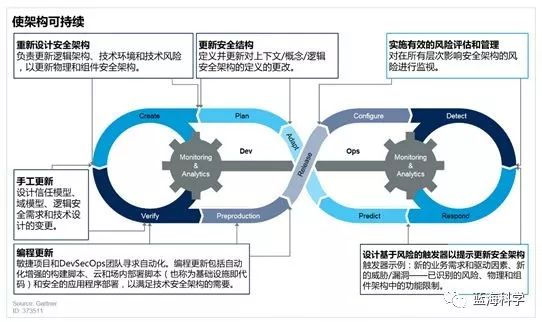 使架构可持续
重新设计安全架构
负责更新逻辑架构、技术环境和技术风险
，以更新物理和组件安全架构。
更新安全结构
定义并更新对上下文/概念/逻辑
安全架构的定义的更改。
实施有效的风险评估和管理
对在所有层次影响安全架构的风
险进行监视。
Create
Plan
Configure
Detect
Adapt
Release
Monitoring
&
Analytics
Dev
Ops
Monitoring
&
Analytics
手工更新
设计信任模型、
域模型、逻辑安
全需求和技术设
计的变更。
Verify
Preproduction
Predict
Respond
编程更新
敏捷项目和DevSecOps团队寻求自动化。编程更新包括自动
化增强的构建脚本、云和场内部署脚本（也称为基础设施即代
码）和安全的应用程序部署，以满足技术安全架构的需要。
设计基于风险的触发器以提示更新安全架构
触发器示例：新的业务需求和驱动因素、新
的威胁/漏洞——已识别的风险、物理和组
件架构中的功能限制。
Source: Gartner
ID: 373511
蓝海科学